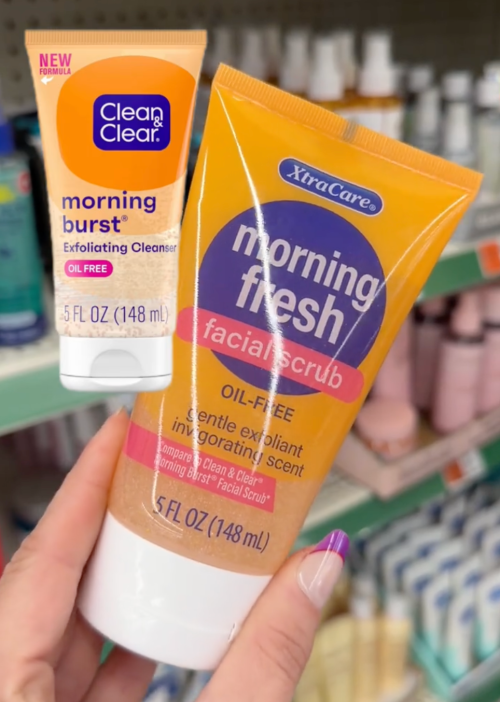 NEW
FORMULA
Clean
&
Clear®
morning
burst®
Exfoliating Cleanser
OIL FREE
5 FL OZ (148 mL)
XtraCare®
morning
fresh
facial scrub
OIL-FREE
gentle exfoliant
invigorating scent
Compare to Clean & Clear®
Morning Burst® Facial Scrub*
5 FL OZ (148 mL)